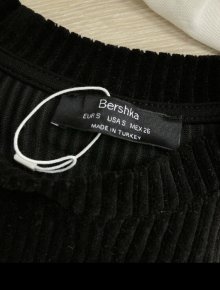 Bershka
EUR S USA S MEX 26
MADE IN TURKEY